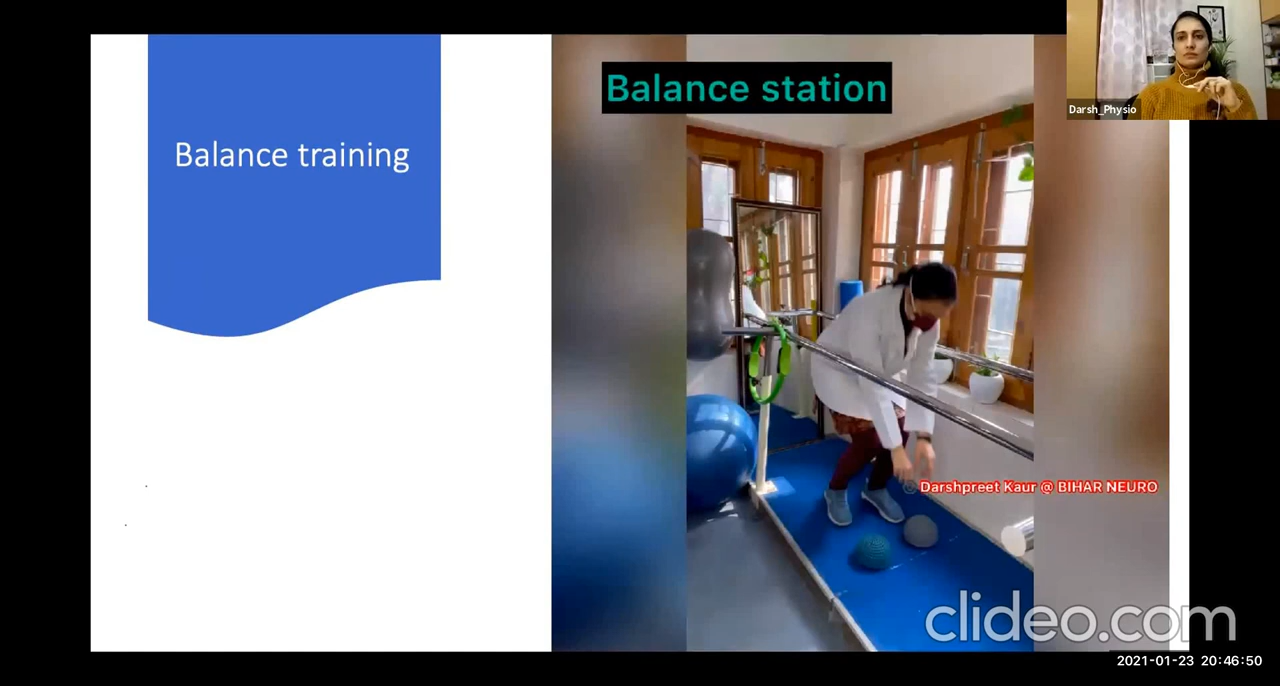 Balance training
Balance station
Darsh_Physio
Darshpreet Kaur @ BIHAR NEURO
clideo.com
2021-01-23 20:46:50